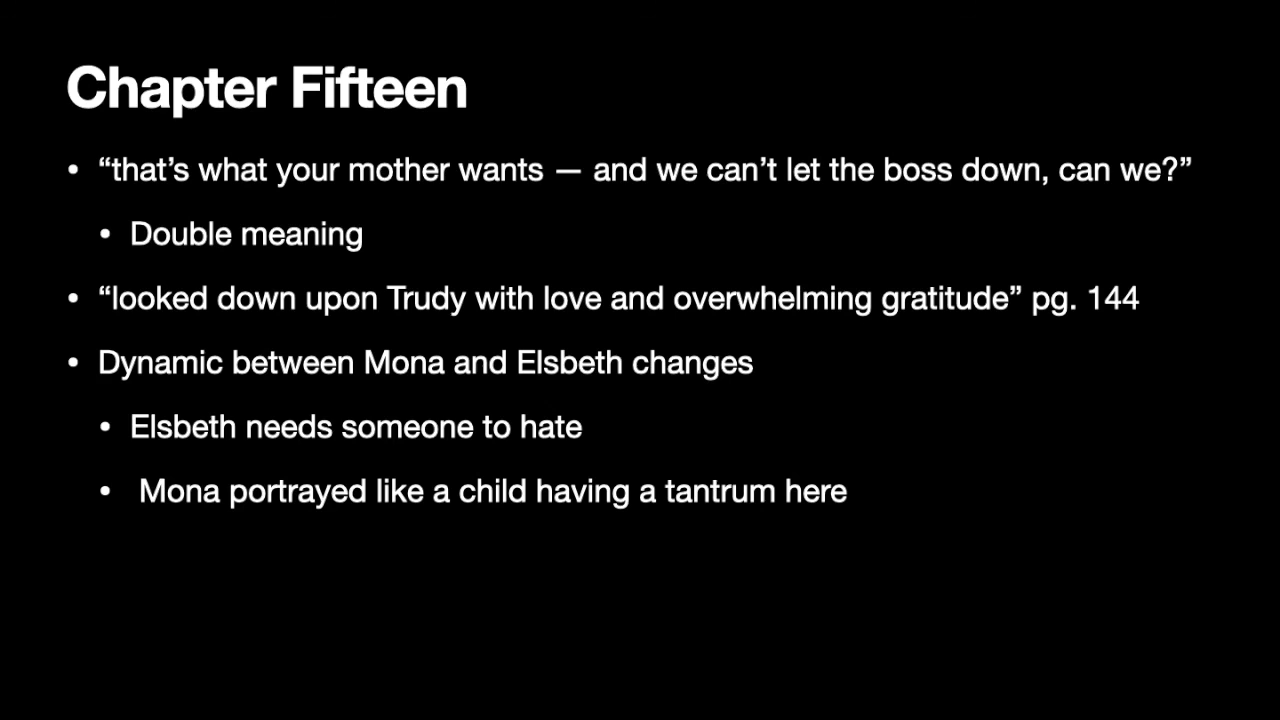 Chapter Fifteen
• “that’s what your mother wants — and we can’t let the boss down, can we?”
• Double meaning
• “looked down upon Trudy with love and overwhelming gratitude” pg. 144
• Dynamic between Mona and Elsbeth changes
• Elsbeth needs someone to hate
• Mona portrayed like a child having a tantrum here